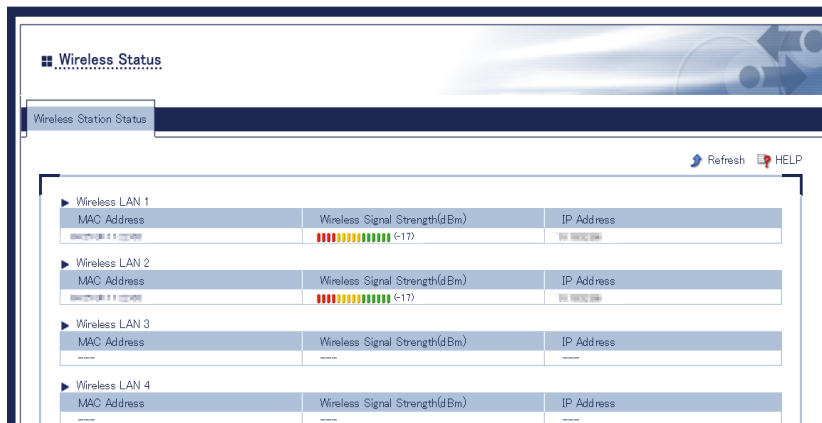 Wireless Status
Wireless Station Status
Refresh HELP
Wireless LAN 1
MAC Address Wireless Signal Strength(dBm) IP Address
(-17)
Wireless LAN 2
MAC Address Wireless Signal Strength(dBm) IP Address
(-17)
Wireless LAN 3
MAC Address Wireless Signal Strength(dBm) IP Address
--- --- ---
Wireless LAN 4
MAC Address Wireless Signal Strength(dBm) IP Address
--- --- ---